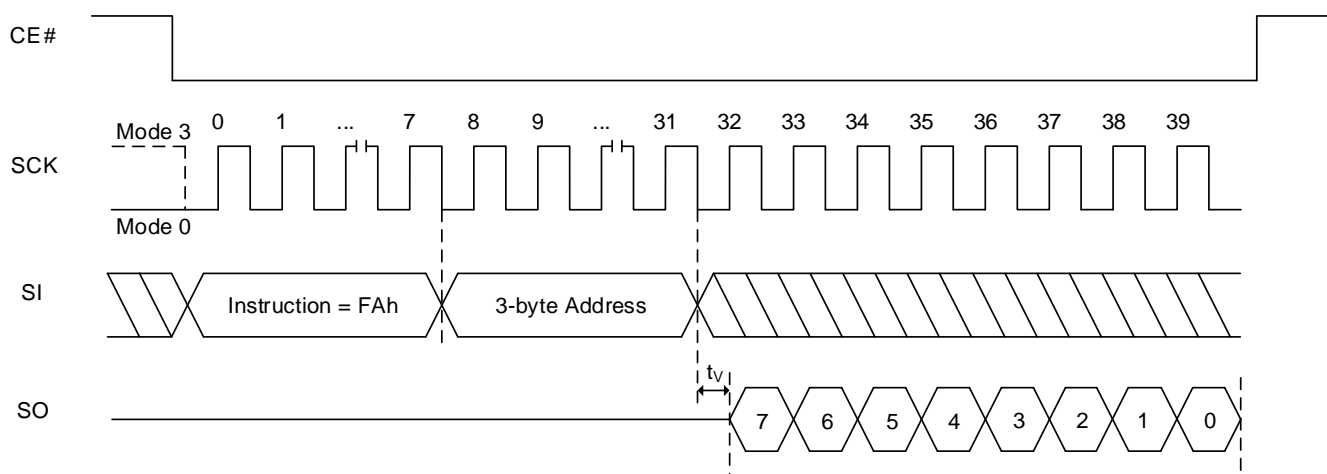 CE#
0 1 ... 7 8 9 ... 31 32 33 34 35 36 37 38 39
Mode 3
SCK
Mode 0
SI
Instruction = FAh
3-byte Address
tV
SO
7 6 5 4 3 2 1 0